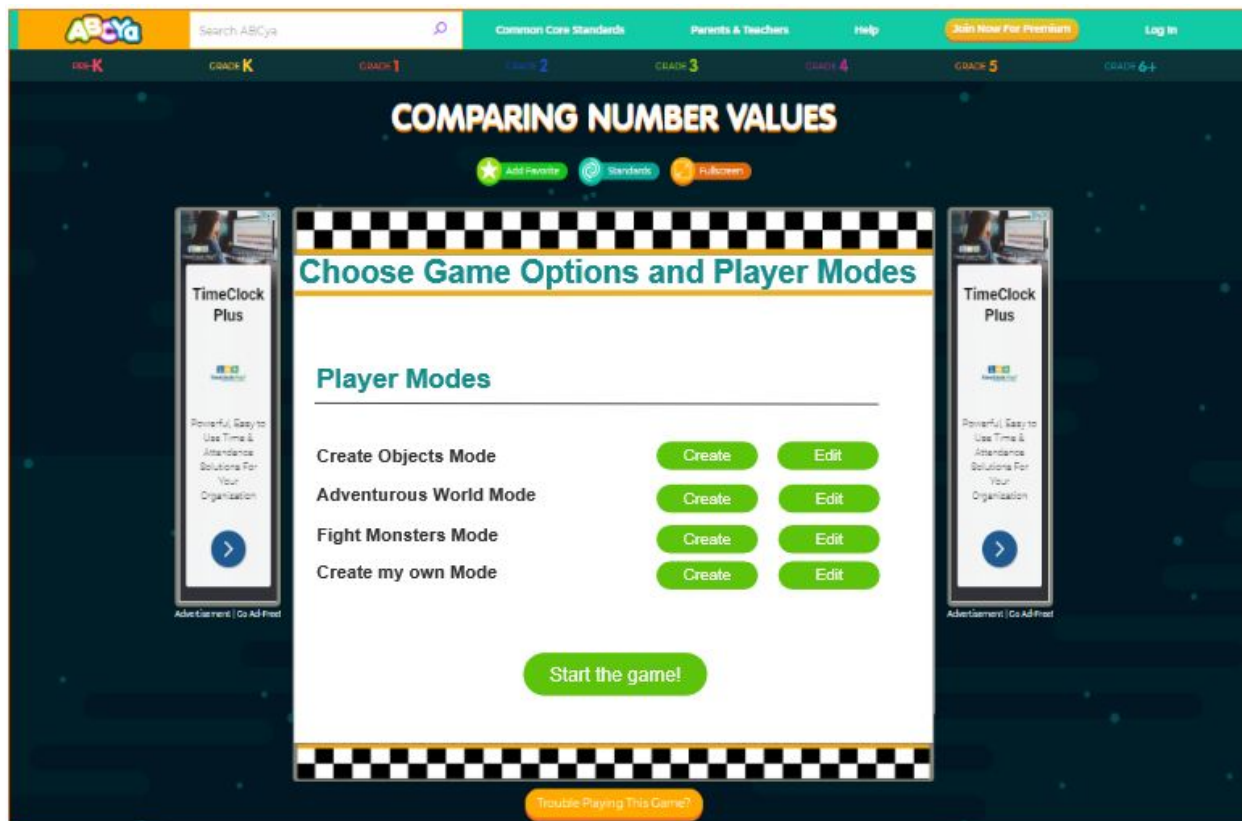 ABCYa
Search ABCya
Common Core Standards
Parents & Teachers
Help
Join Now For Premium
Log In
PRE-K
GRADE K
GRADE 1
GRADE 2
GRADE 3
GRADE 4
GRADE 5
GRADE 6+
COMPARING NUMBER VALUES
Add Favorite
Standards
Fullscreen
TimeClock
Plus
Powerful, Easy to
Use Time &
Attendance
Solutions For
Your
Organization
Advertisement | Go Ad-Free!
Choose Game Options and Player Modes
Player Modes
Create Objects Mode Create Edit
Adventurous World Mode Create Edit
Fight Monsters Mode Create Edit
Create my own Mode Create Edit
Start the game!
TimeClock
Plus
Powerful, Easy to
Use Time &
Attendance
Solutions For
Your
Organization
Advertisement | Go Ad-Free!
Trouble Playing This Game?